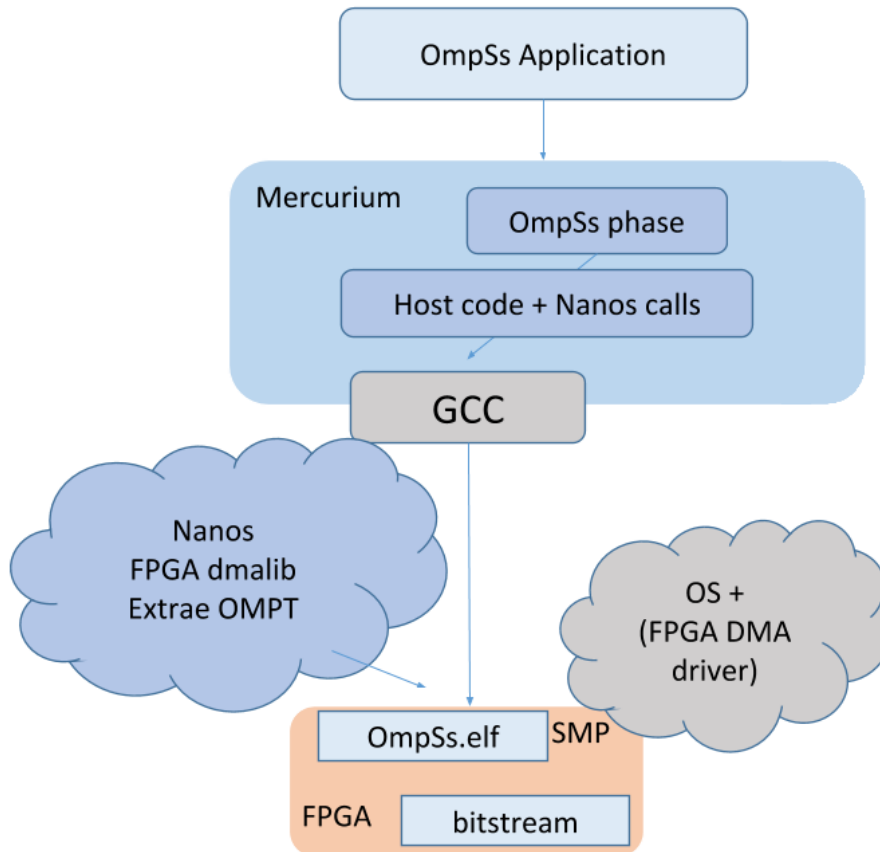 OmpSs Application
Mercurium
OmpSs phase
Host code + Nanos calls
GCC
Nanos
FPGA dmalib
Extrae OMPT
OS +
(FPGA DMA
driver)
OmpSs.elf
SMP
FPGA
bitstream